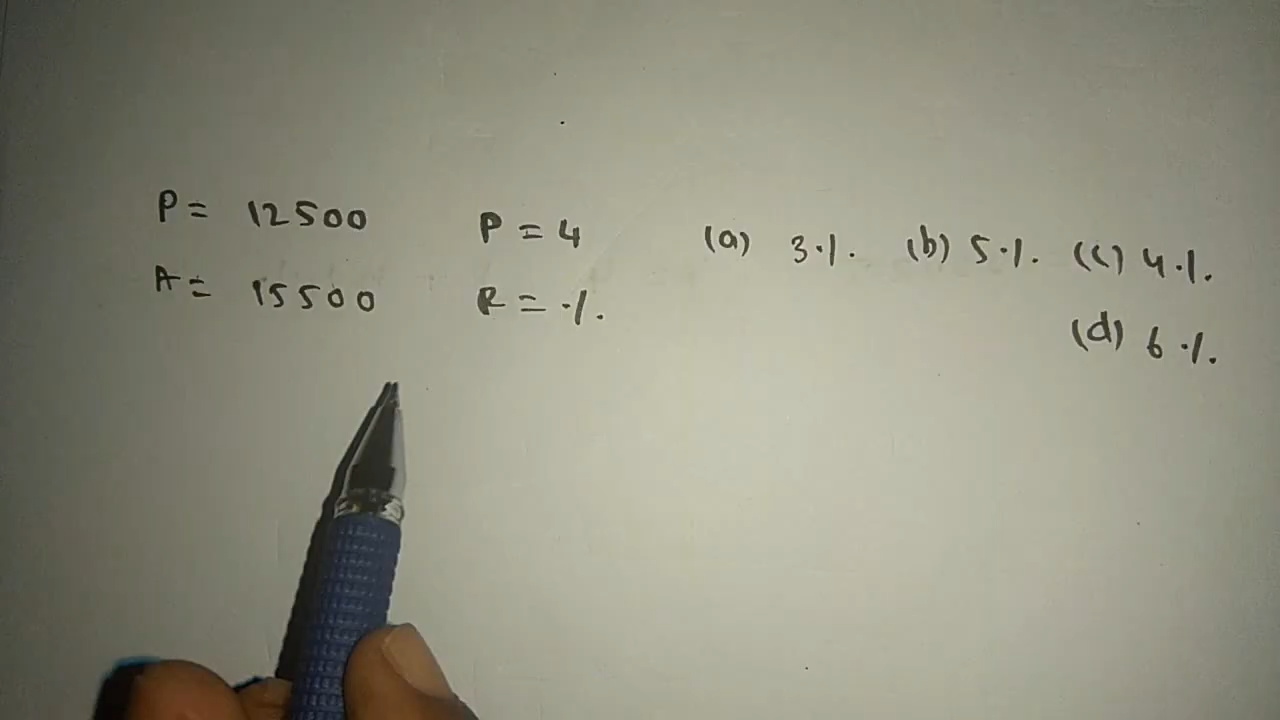 P = 12500 P = 4 (a) 3% (b) 5% (c) 4%
A = 15500 R = % (d) 6%